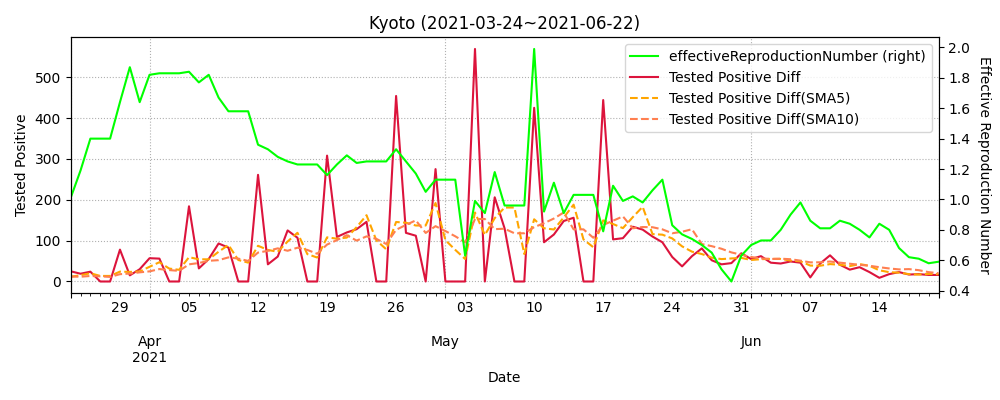 Kyoto (2021-03-24~2021-06-22)
effectiveReproductionNumber (right)
Tested Positive Diff
Tested Positive Diff(SMA5)
Tested Positive Diff(SMA10)
Tested Positive
500
400
300
200
100
0
2.0
1.8
1.6
1.4
1.2
1.0
0.8
0.6
0.4
Effective Reproduction Number
29 05 12 19 26 03 10 17 24 31 07 14
Apr May Jun
2021
Date